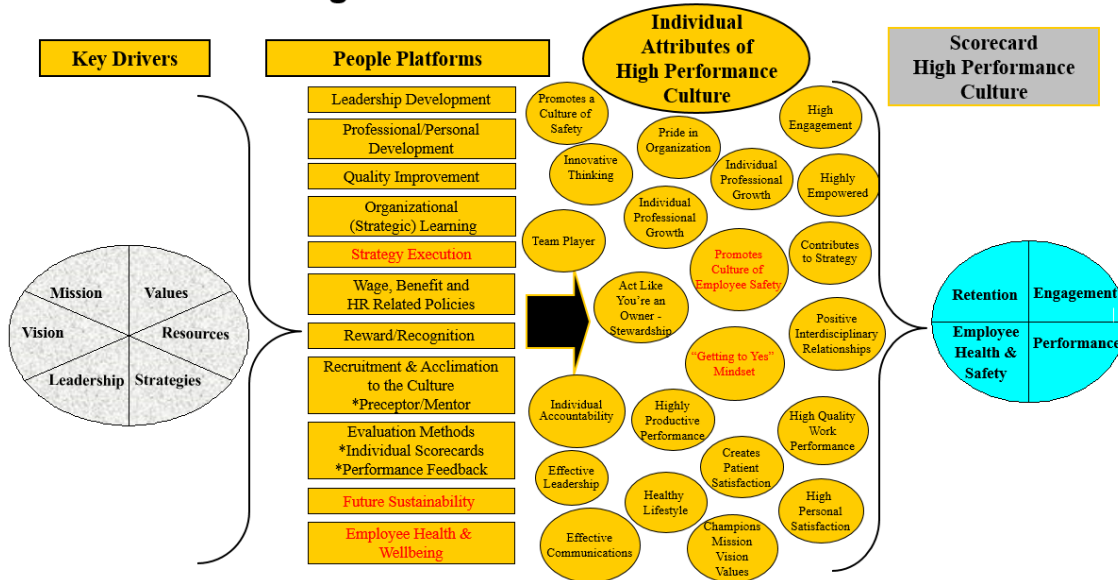 Key Drivers
People Platforms
Individual
Attributes of
High Performance
Culture
Scorecard
High Performance
Culture
Mission
Values
Vision
Resources
Leadership
Strategies
Leadership Development
Professional/Personal
Development
Quality Improvement
Organizational
(Strategic) Learning
Strategy Execution
Wage, Benefit and
HR Related Policies
Reward/Recognition
Recruitment & Acclimation
to the Culture
*Preceptor/Mentor
Evaluation Methods
*Individual Scorecards
*Performance Feedback
Future Sustainability
Employee Health &
Wellbeing
Promotes a
Culture of
Safety
Pride in
Organization
High
Engagement
Innovative
Thinking
Individual
Professional
Growth
Highly
Empowered
Individual
Professional
Growth
Team Player
Promotes
Culture of
Employee Safety
Contributes
to Strategy
Act Like
You're an
Owner -
Stewardship
Positive
Interdisciplinary
Relationships
“Getting to Yes”
Mindset
Individual
Accountability
Highly
Productive
Performance
High Quality
Work
Performance
Creates
Patient
Satisfaction
Effective
Leadership
Healthy
Lifestyle
High
Personal
Satisfaction
Effective
Communications
Champions
Mission
Vision
Values
Retention
Engagement
Employee
Health &
Safety
Performance